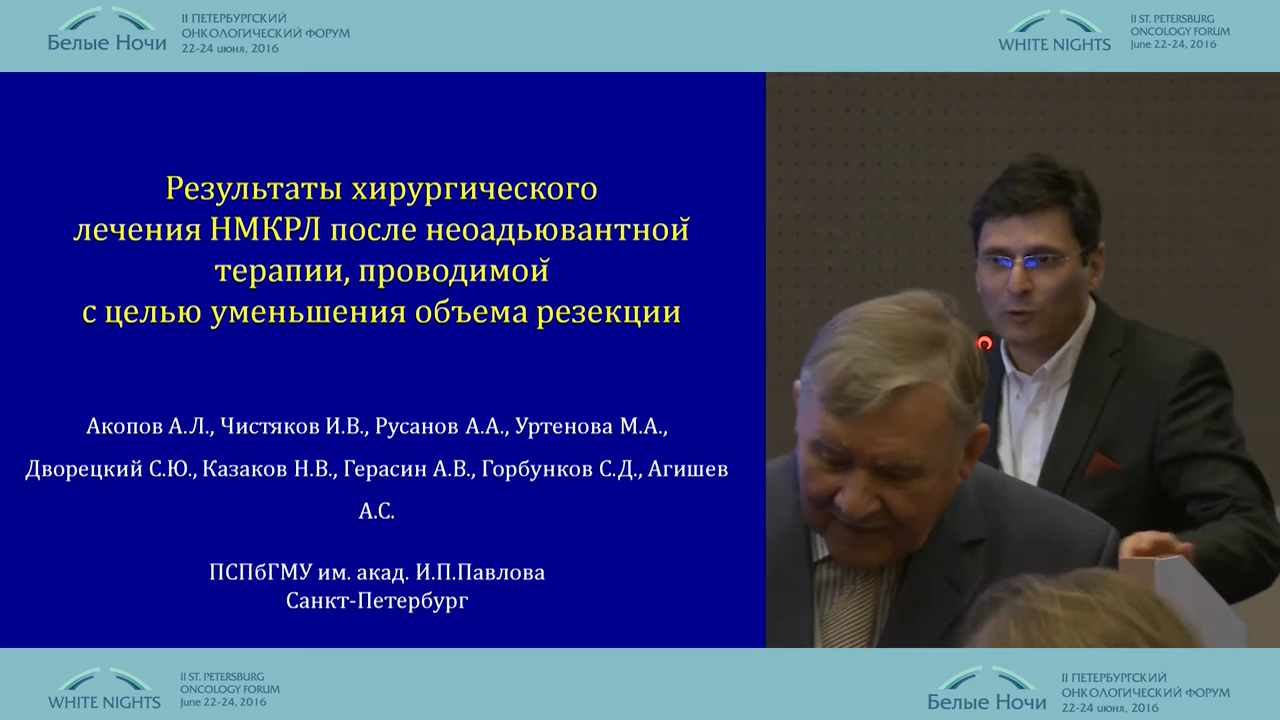 Белые Ночи
II ПЕТЕРБУРГСКИЙ
ОНКОЛОГИЧЕСКИЙ ФОРУМ
22-24 июня, 2016
WHITE NIGHTS
II ST. PETERSBURG
ONCOLOGY FORUM
June 22-24, 2016
Результаты хирургического
лечения НМКРЛ после неоадьювантной
терапии, проводимой
с целью уменьшения объема резекции
Акопов А.Л., Чистяков И.В., Русанов А.А., Уртенова М.А.,
Дворецкий С.Ю., Казаков Н.В., Герасин А.В., Горбунков С.Д., Агишев
А.С.
ПСПбГМУ им. акад. И.П.Павлова
Санкт-Петербург
WHITE NIGHTS
II ST. PETERSBURG
ONCOLOGY FORUM
June 22-24, 2016
Белые Ночи
II ПЕТЕРБУРГСКИЙ
ОНКОЛОГИЧЕСКИЙ ФОРУМ
22-24 июня, 2016